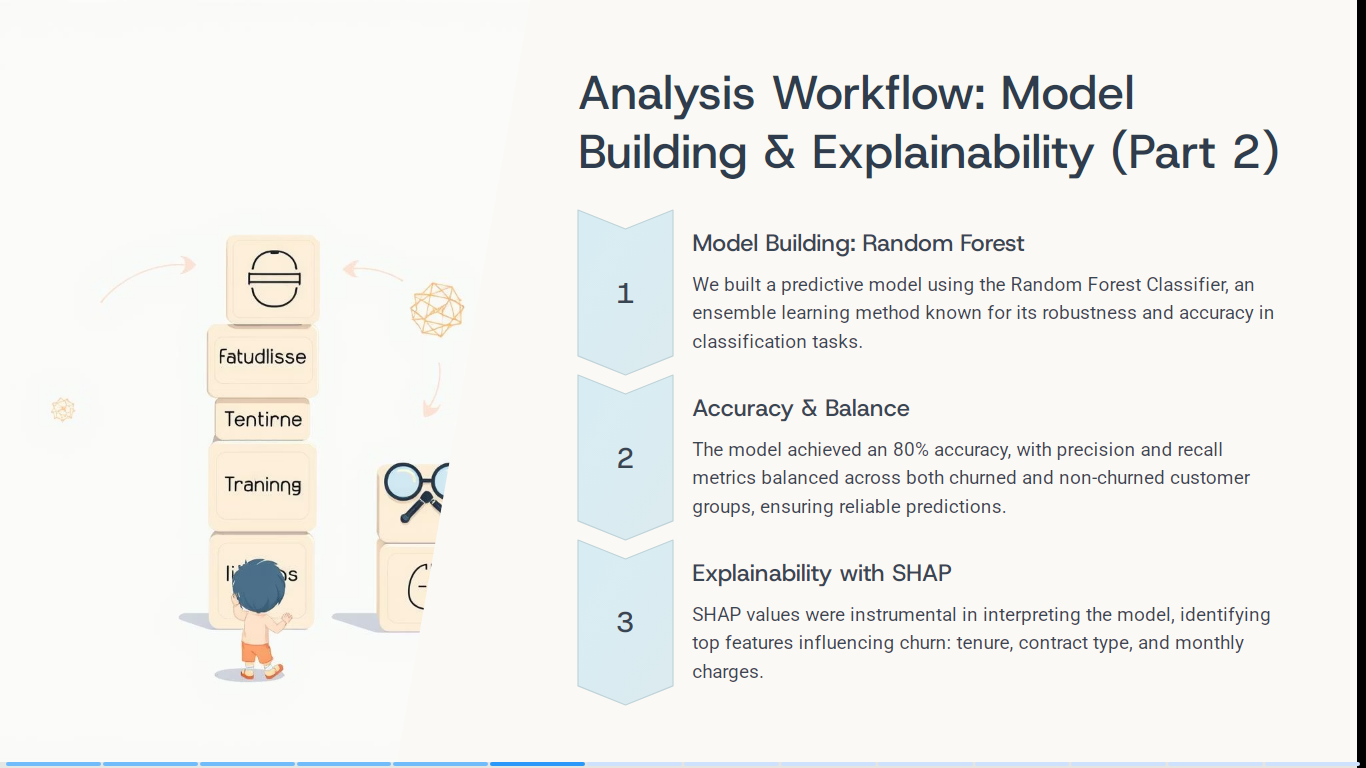 Analysis Workflow: Model
Building & Explainability (Part 2)
1
Model Building: Random Forest
We built a predictive model using the Random Forest Classifier, an
ensemble learning method known for its robustness and accuracy in
classification tasks.
2
Accuracy & Balance
The model achieved an 80% accuracy, with precision and recall
metrics balanced across both churned and non-churned customer
groups, ensuring reliable predictions.
3
Explainability with SHAP
SHAP values were instrumental in interpreting the model, identifying
top features influencing churn: tenure, contract type, and monthly
charges.
fatudlisse
Tentirne
Traninng